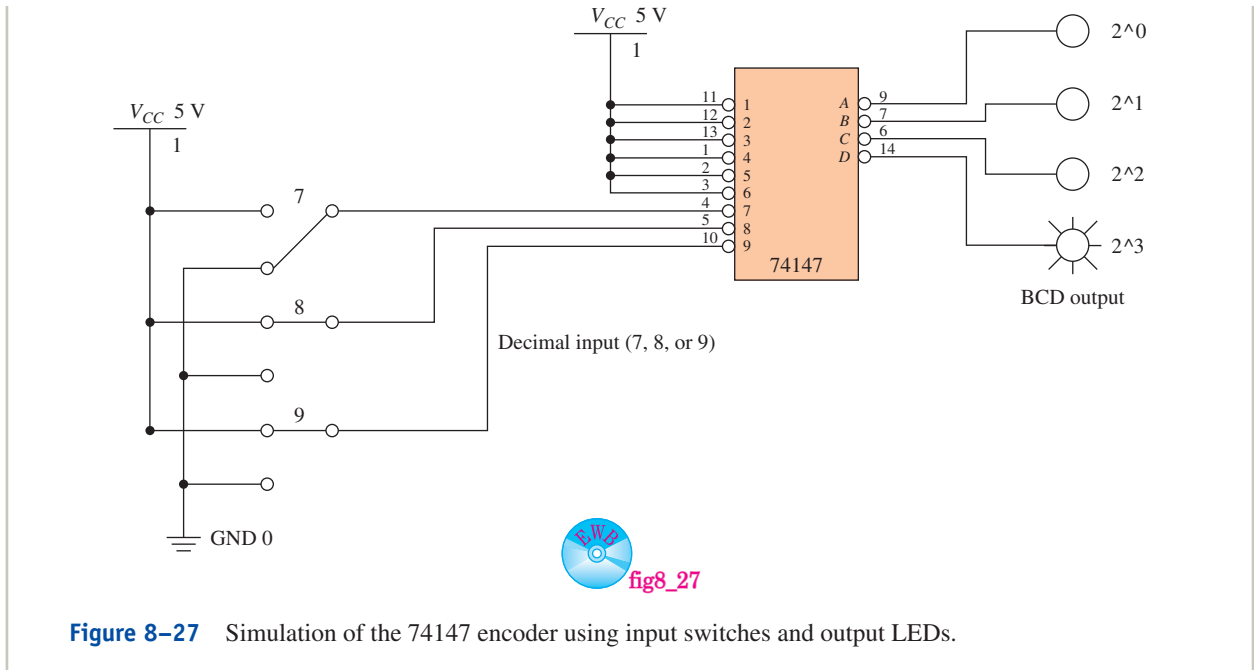 V_CC 5 V
1
2^0
2^1
2^2
2^3
BCD output
11
12
13
1
2
3
4
5
10
1
2
3
4
5
6
7
8
9
A
B
C
D
9
7
6
14
74147
V_CC 5 V
1
7
8
9
Decimal input (7, 8, or 9)
GND 0
EWB
fig8_27
Figure 8–27 Simulation of the 74147 encoder using input switches and output LEDs.